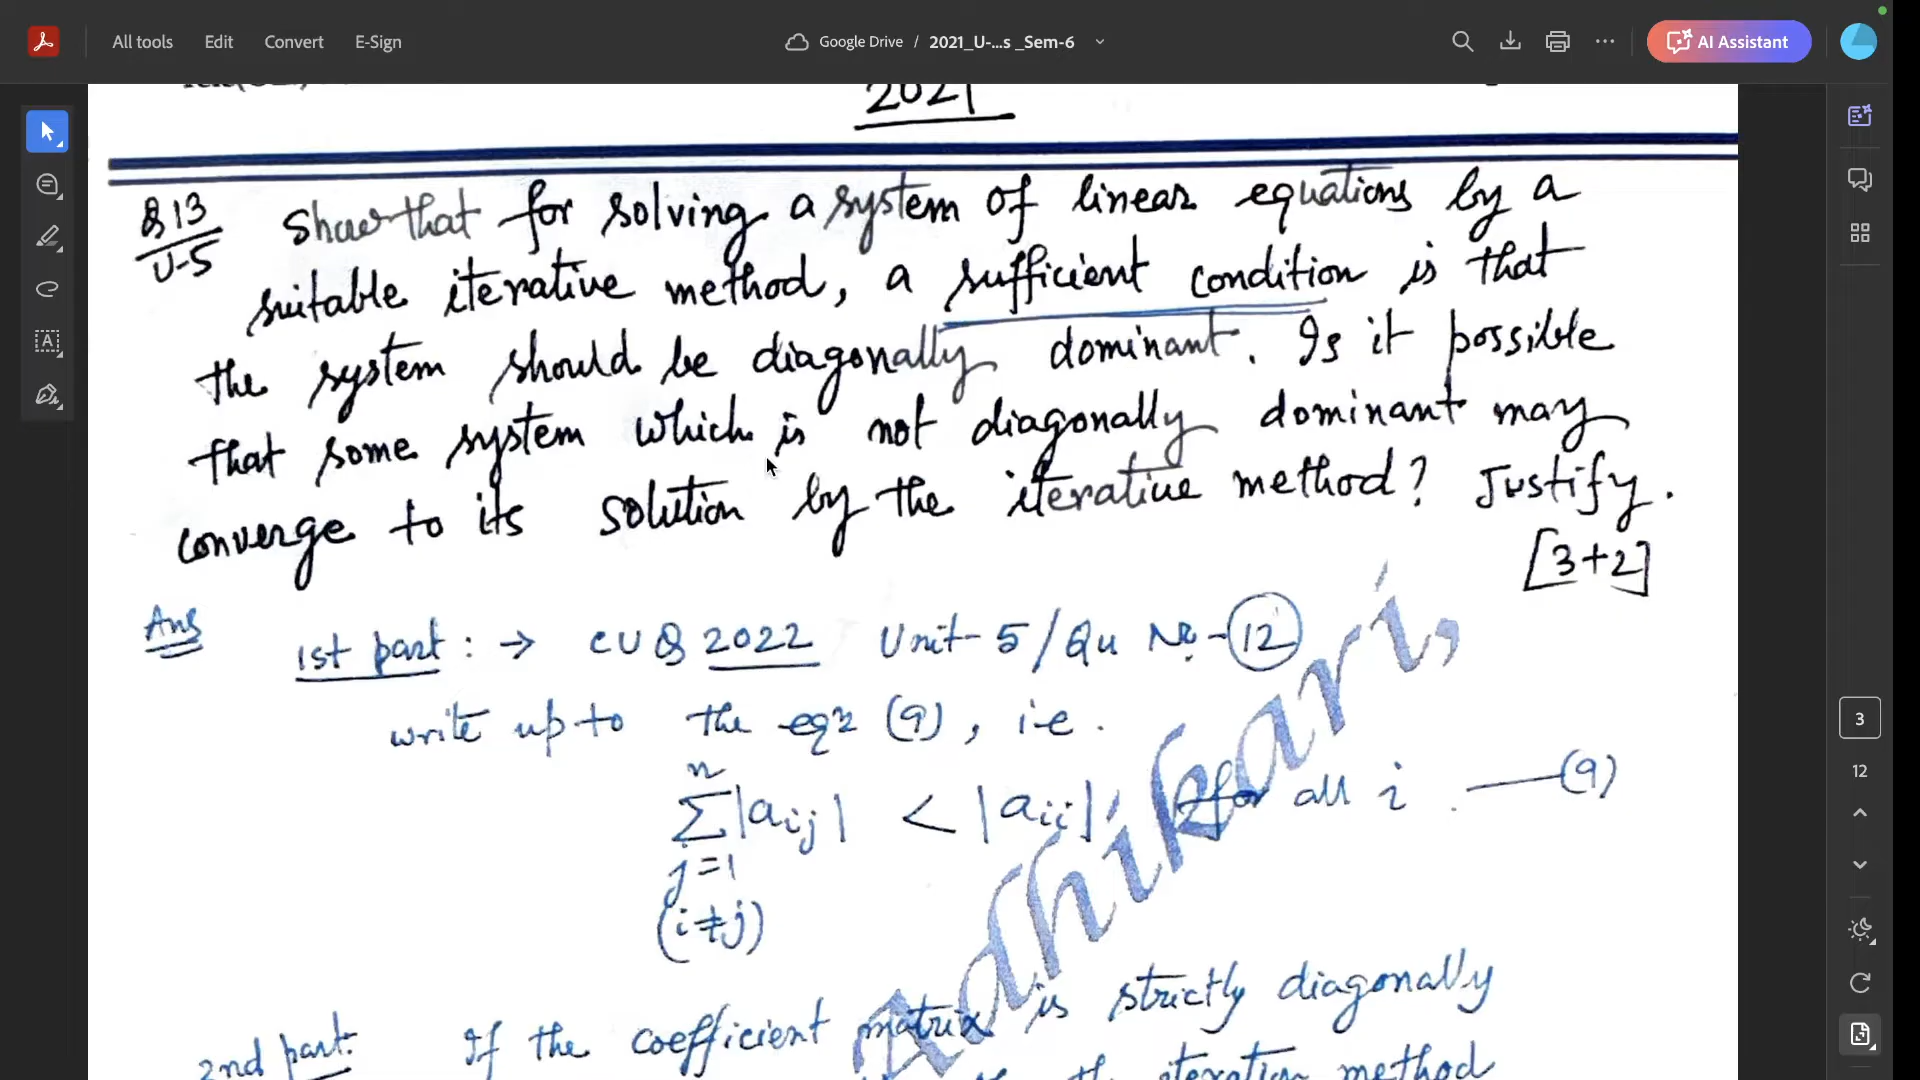 All tools Edit Convert E-Sign Google Drive / 2021_U-...s _Sem-6 AI Assistant
2021
Q13 Show that for solving a system of linear equations by a
U-5
suitable iterative method, a sufficient condition is that
the system should be diagonally dominant. Is it possible
that some system which is not diagonally dominant may
converge to its solution by the iterative method? Justify.
[3+2]
Ans
1st part : → CU Q 2022 Unit-5/Qu No-12
write up to the eqn (9), i.e.
n
Σ|aij| < |aii|, for all i. —(9)
j=1
(i≠j)
2nd part: If the coefficient matrix is strictly diagonally
the iteration method
Adhikari,
3
12